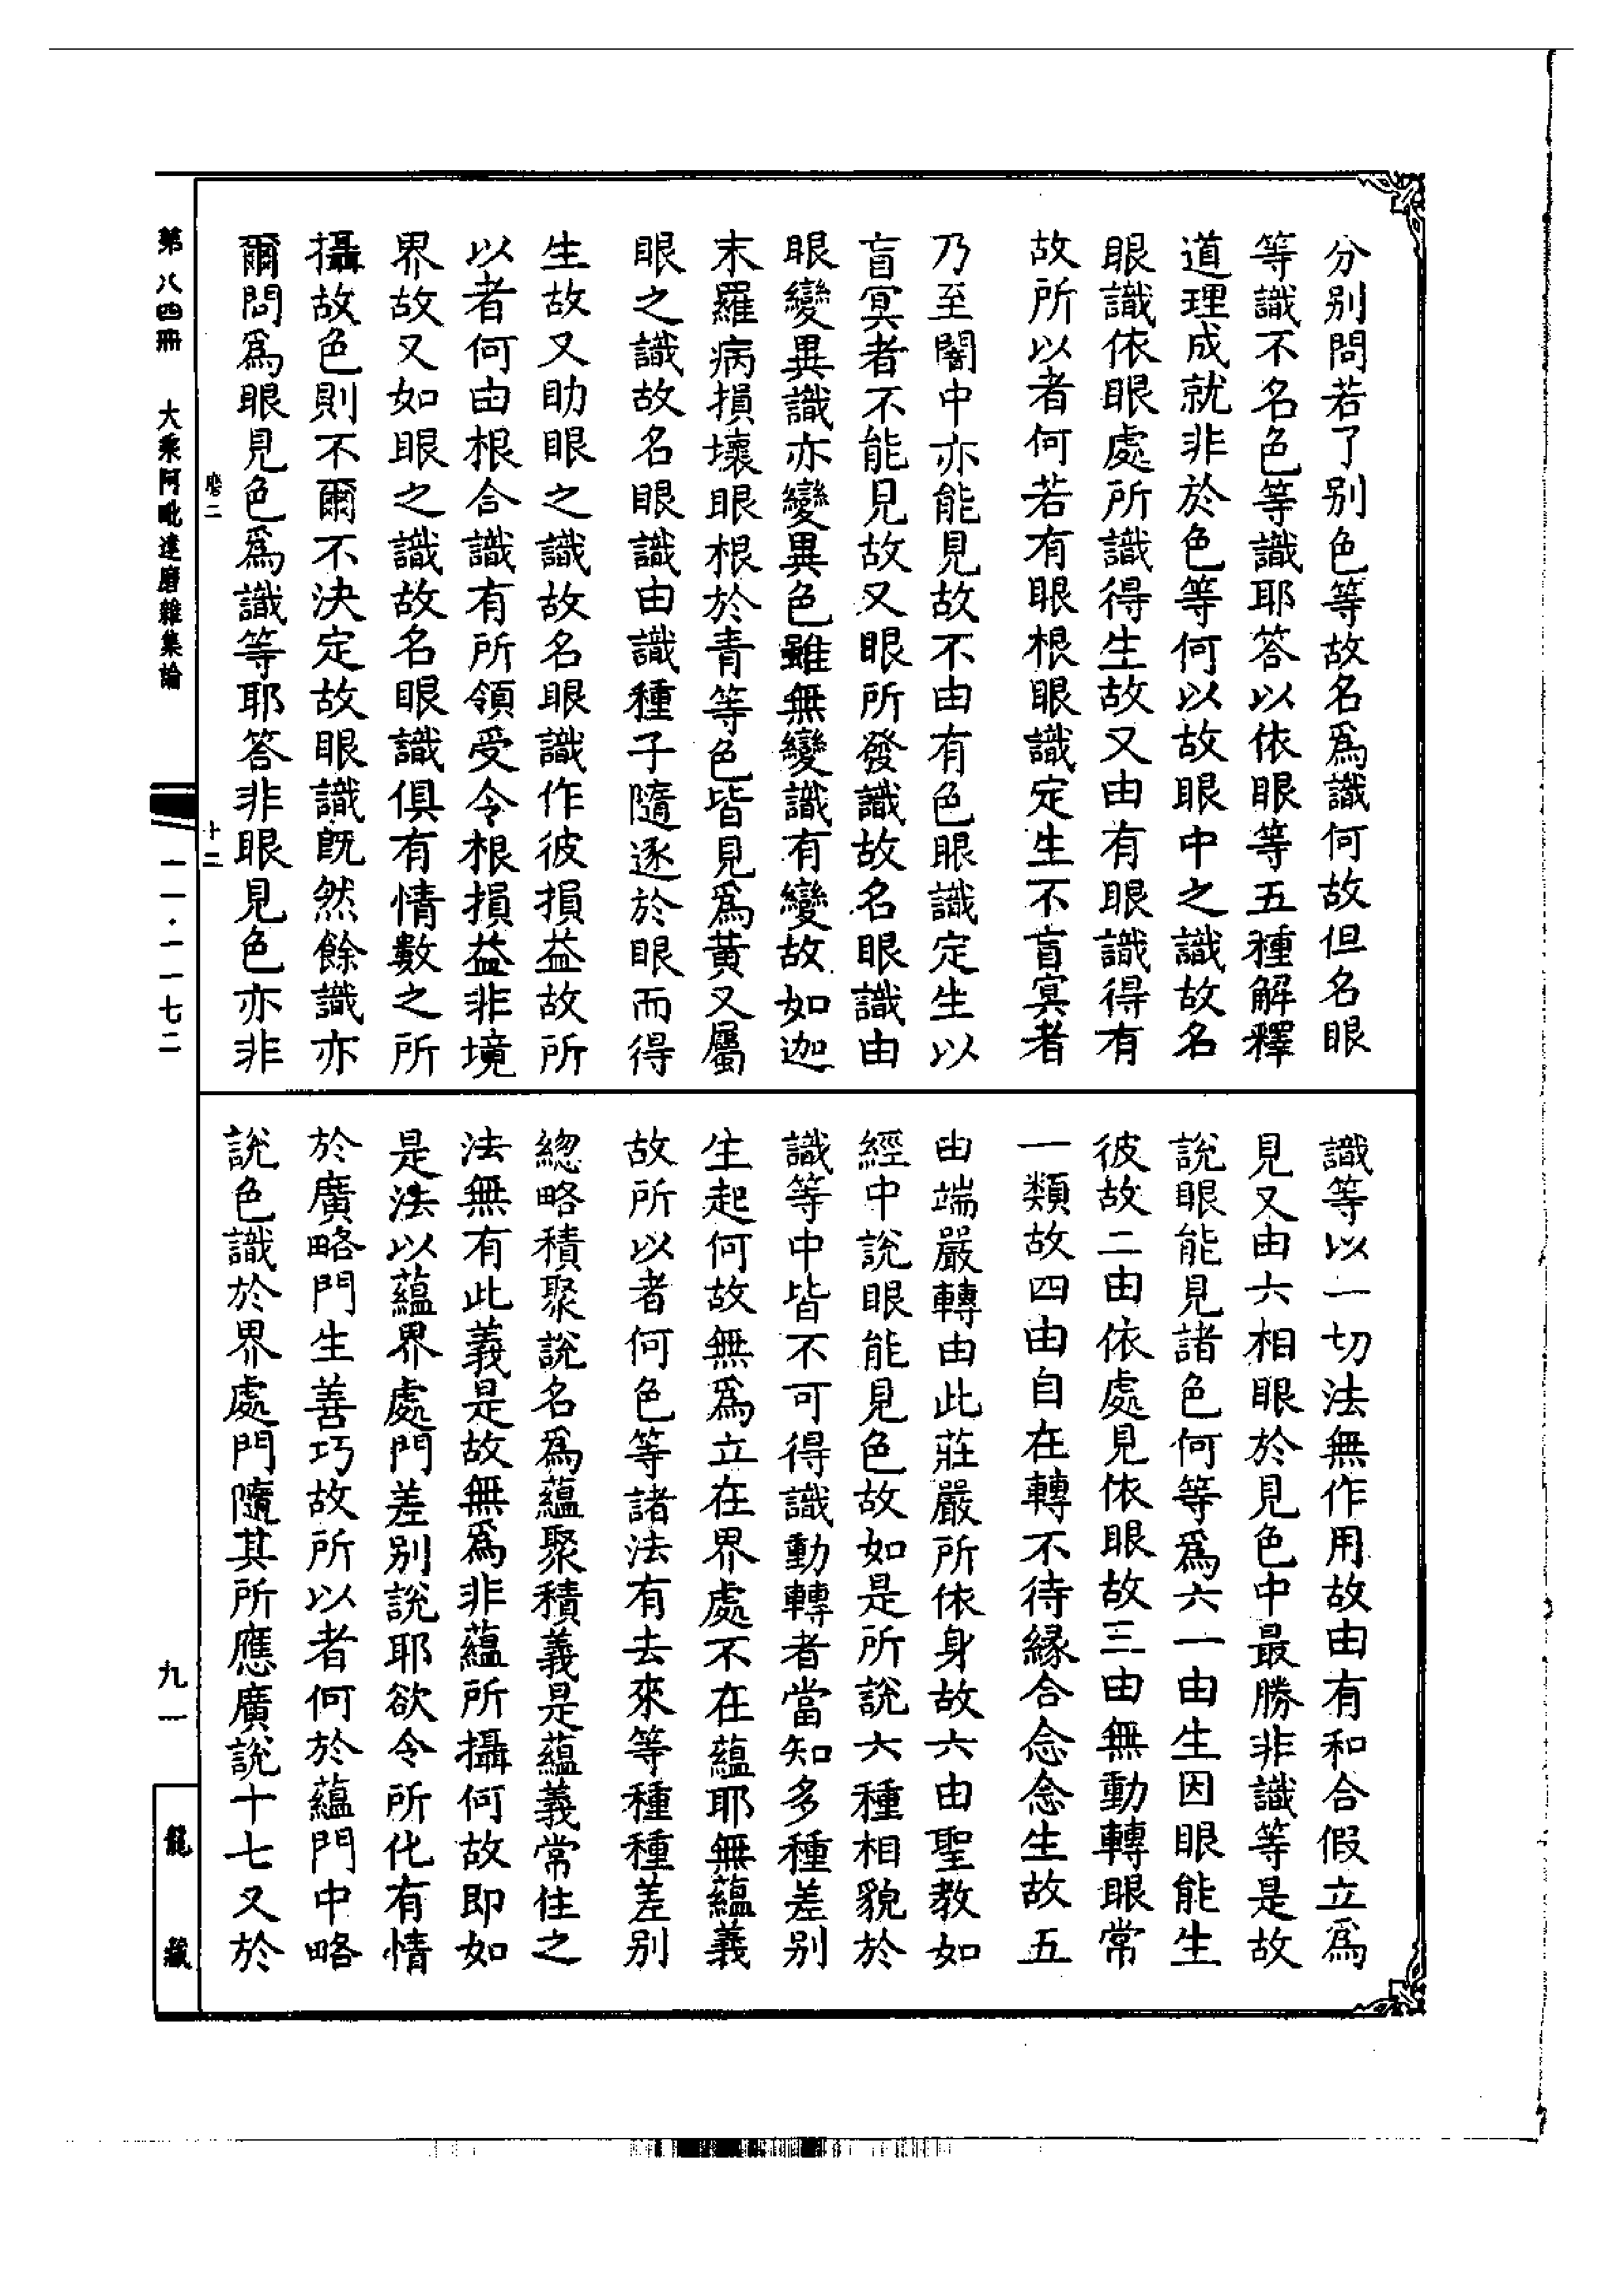 分別問若了別色等故名爲識何故但名眼
等識不名色等識耶答以依眼等五種解釋
道理成就非於色等何以故眼中之識故名
眼識依眼處所識得生故又由有眼識得有
故所以者何若有眼根眼識定生不盲冥者
乃至闇中亦能見故不由有色眼識定生以
盲冥者不能見故又眼所發識故名眼識由
眼變異識亦變異色雖無變識有變故如迦
末羅病損壞眼根於青等色皆見爲黃又屬
眼之識故名眼識由識種子隨逐於眼而得
生故又助眼之識故名眼識作彼損益故所
以者何由根合識有所領受令根損益非境
界故又如眼之識故名眼識俱有情數之所
攝故色則不爾不決定故眼識既然餘識亦
爾問爲眼見色爲識等耶答非眼見色亦非
識等以一切法無作用故由有和合假立爲
見又由六相眼於見色中最勝非識等是故
說眼能見諸色何等爲六一由生因眼能生
彼故二由依處見依眼故三由無動轉眼常
一類故四由自在轉不待緣合念念生故五
由端嚴轉由此莊嚴所依身故六由聖教如
經中說眼能見色故如是所說六種相貌於
識等中皆不可得識動轉者當知多種差別
生起何故無爲立在界處不在蘊耶無蘊義
故所以者何色等諸法有去來等種種差別
總略積聚說名爲蘊聚積義是蘊義常住之
法無有此義是故無爲非蘊所攝何故即如
是法以蘊界處門差別說耶欲令所化有情
於廣略門生善巧故所以者何於蘊門中略
說色識於界處門隨其所應廣說十七又於
磨二
十二
第八四冊 大乘阿毗達磨雜集論
一一·一一七二
九一
龍藏